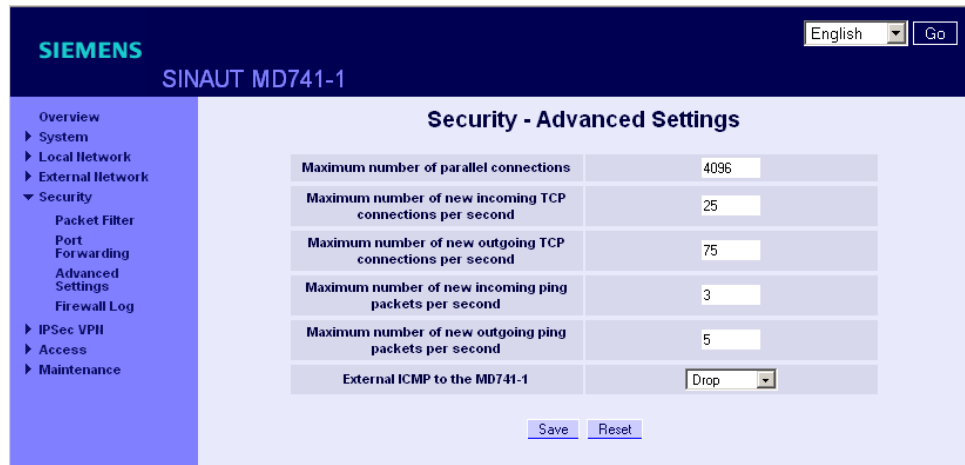 English
Go
SIEMENS
SINAUT MD741-1
Overview
System
Local Network
External Network
Security
Packet Filter
Port
Forwarding
Advanced
Settings
Firewall Log
IPSec VPN
Access
Maintenance
Security - Advanced Settings
Maximum number of parallel connections
4096
Maximum number of new incoming TCP
connections per second
25
Maximum number of new outgoing TCP
connections per second
75
Maximum number of new incoming ping
packets per second
3
Maximum number of new outgoing ping
packets per second
5
External ICMP to the MD741-1
Drop
Save
Reset